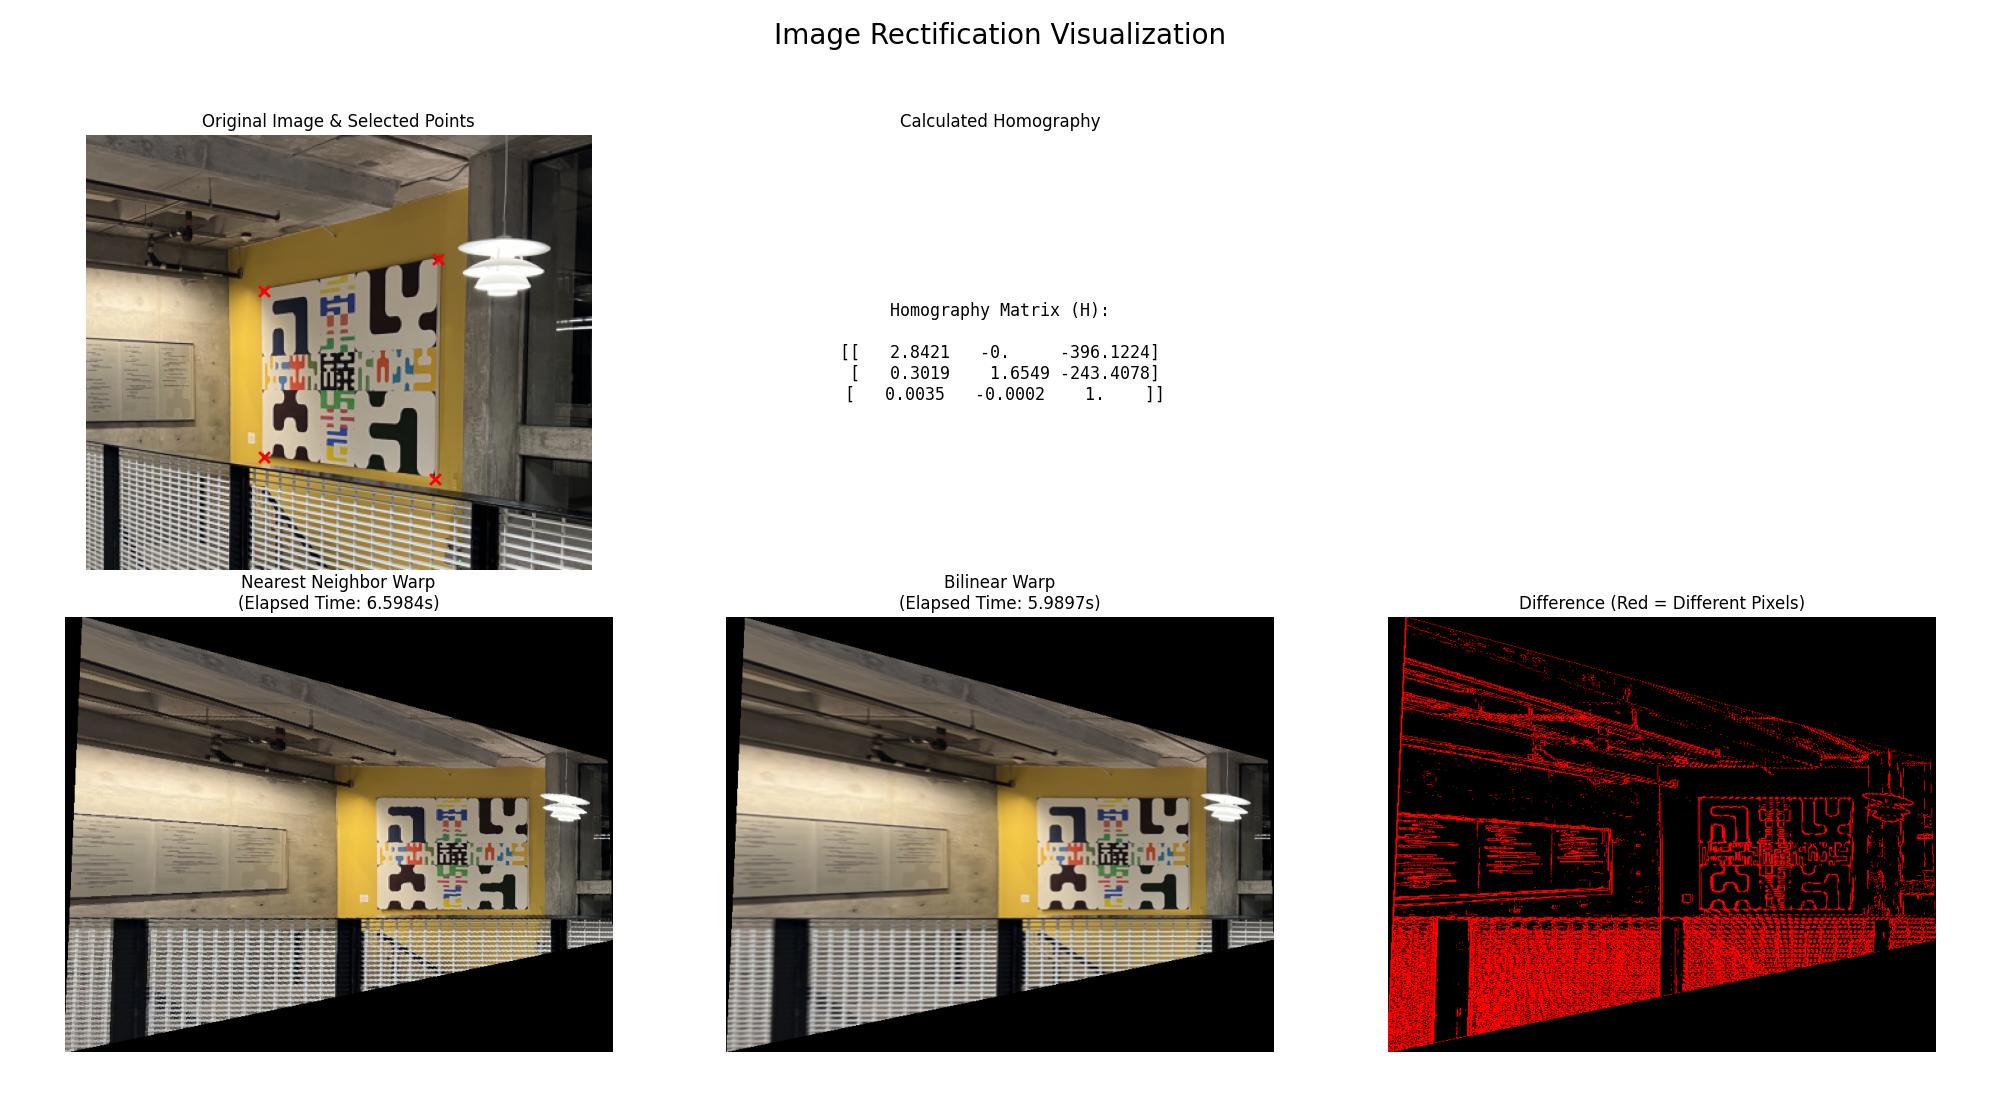 Image Rectification Visualization
Original Image & Selected Points
Calculated Homography
Homography Matrix (H):
[[   2.8421   -0.     -396.1224]
[   0.3019    1.6549 -243.4078]
[   0.0035   -0.0002    1.    ]]
Nearest Neighbor Warp
(Elapsed Time: 6.5984s)
Bilinear Warp
(Elapsed Time: 5.9897s)
Difference (Red = Different Pixels)